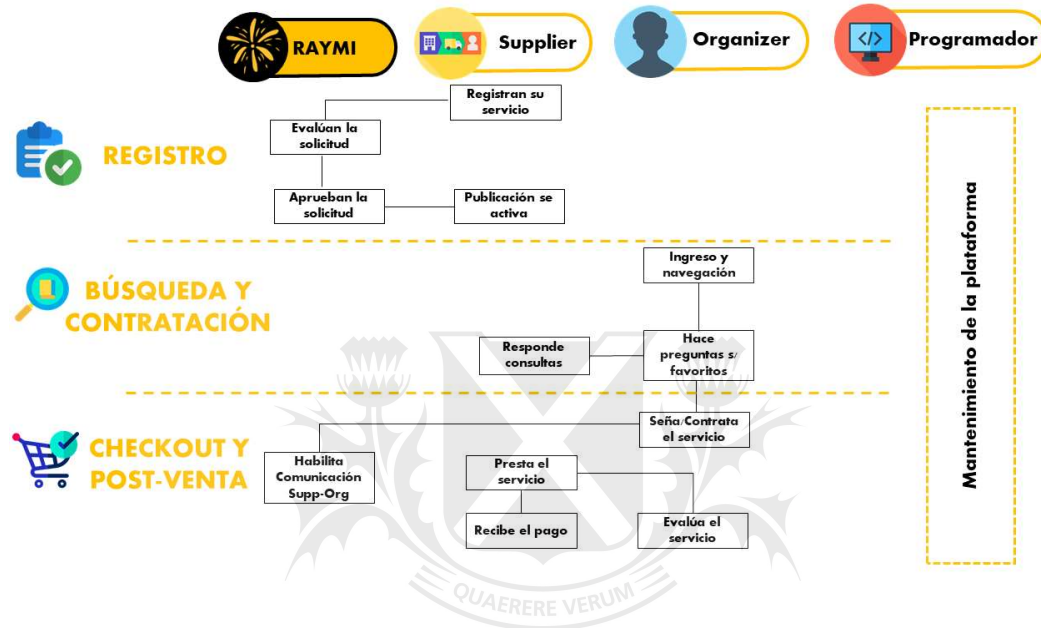 RAYMI
Supplier
Organizer
Programador
REGISTRO
Registran su
servicio
Evalúan la
solicitud
Aprueban la
solicitud
Publicación se
activa
BÚSQUEDA Y
CONTRATACIÓN
Ingreso y
navegación
Responde
consultas
Hace
preguntas s/
favoritos
CHECKOUT Y
POST-VENTA
Seña/Contrata
el servicio
Habilita
Comunicación
Supp-Org
Presta el
servicio
Recibe el pago
Evalúa el
servicio
Mantenimiento de la plataforma
QUAERERE VERUM